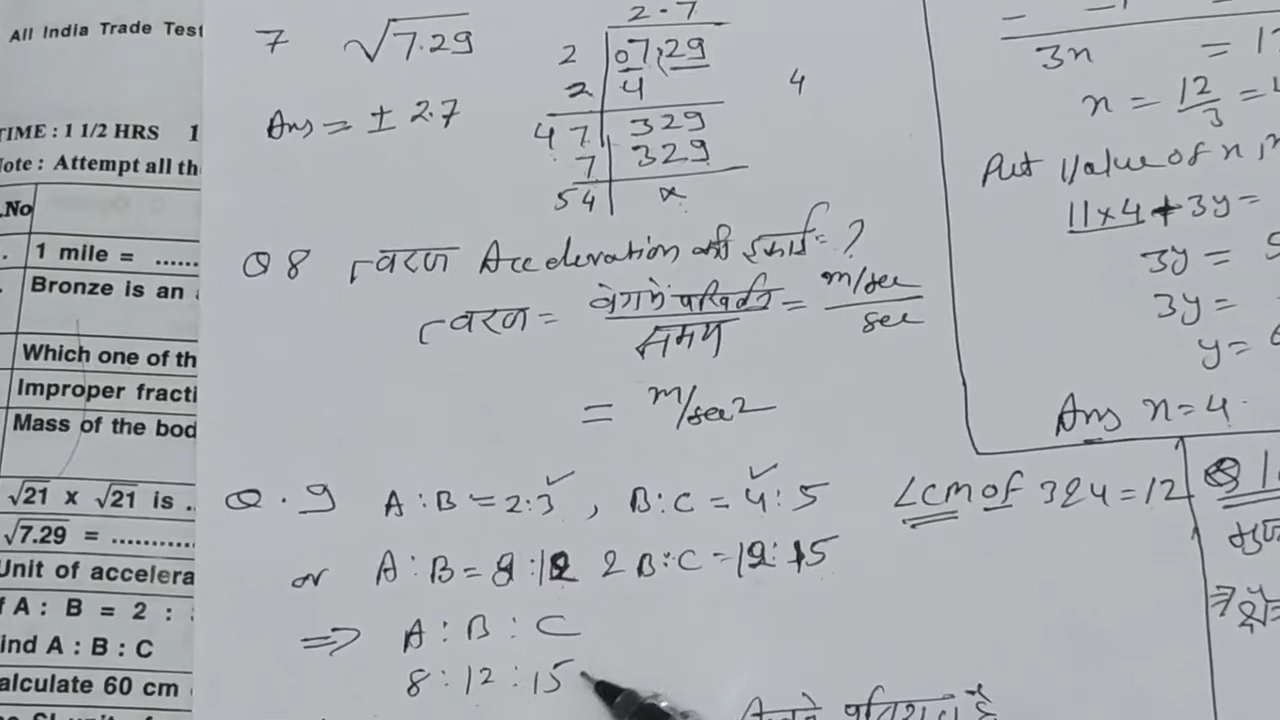 All India Trade Test
TIME : 1 1/2 HRS 1
Note : Attempt all th
.No
1 mile = ......
Bronze is an
Which one of th
Improper fracti
Mass of the bod
√21 x √21 is .
√7.29 = ...........
Unit of accelera
f A : B = 2 :
ind A : B : C
alculate 60 cm
7 √7.29
Ans = ± 2.7
2.7
2 07,29
2 4
4
47 329
7 329
54 x
Q 8 त्वरण Acceleration की इकाई = ?
त्वरण = वेग में परिवर्तन / समय = m/sec / sec
= m/sec2
Q.9 A:B = 2:3, B:C = 4:5 LCM of 3 & 4 = 12
or A:B = 8:12 & B:C = 12:15
⇒ A : B : C
8 : 12 : 15
3n = 1
n = 12/3 =
Put value of n,
11×4+3y =
3y = 5
3y =
y =
Ans n = 4